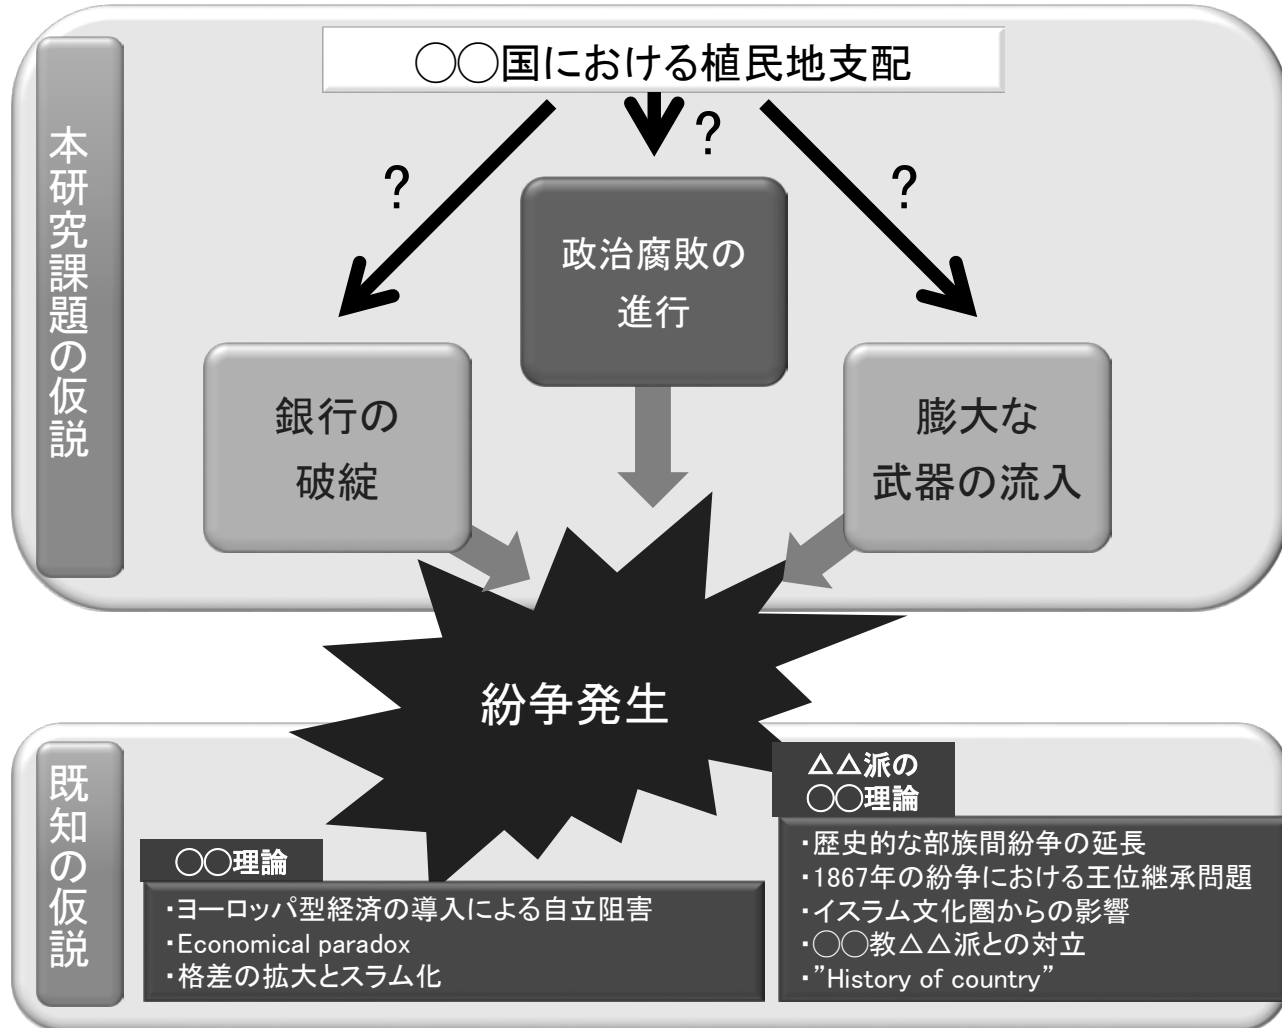 ◯◯国における植民地支配
本研究課題の仮説
?
?
?
政治腐敗の
進行
銀行の
破綻
膨大な
武器の流入
紛争発生
既知の仮説
◯◯理論
・ヨーロッパ型経済の導入による自立阻害
・Economical paradox
・格差の拡大とスラム化
△△派の
◯◯理論
・歴史的な部族間紛争の延長
・1867年の紛争における王位継承問題
・イスラム文化圏からの影響
・◯◯教△△派との対立
・”History of country”